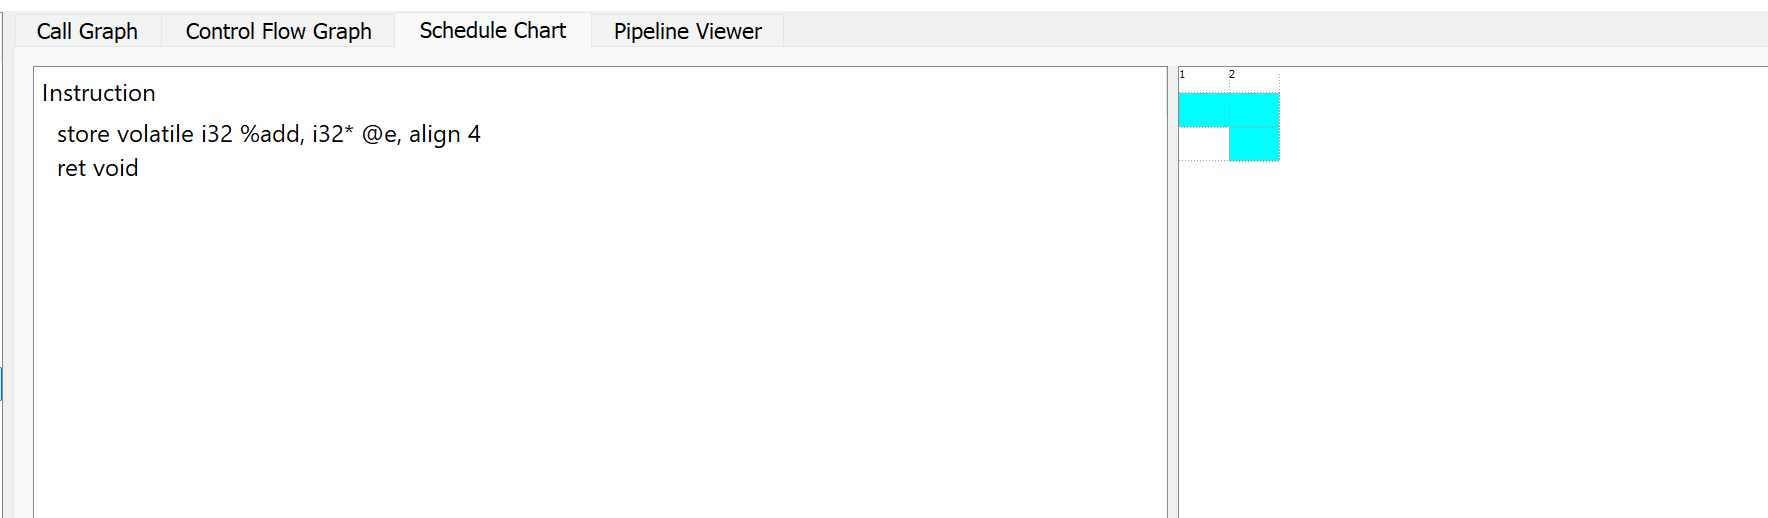 Call Graph Control Flow Graph Schedule Chart Pipeline Viewer
Instruction
store volatile i32 %add, i32* @e, align 4
ret void
1 2